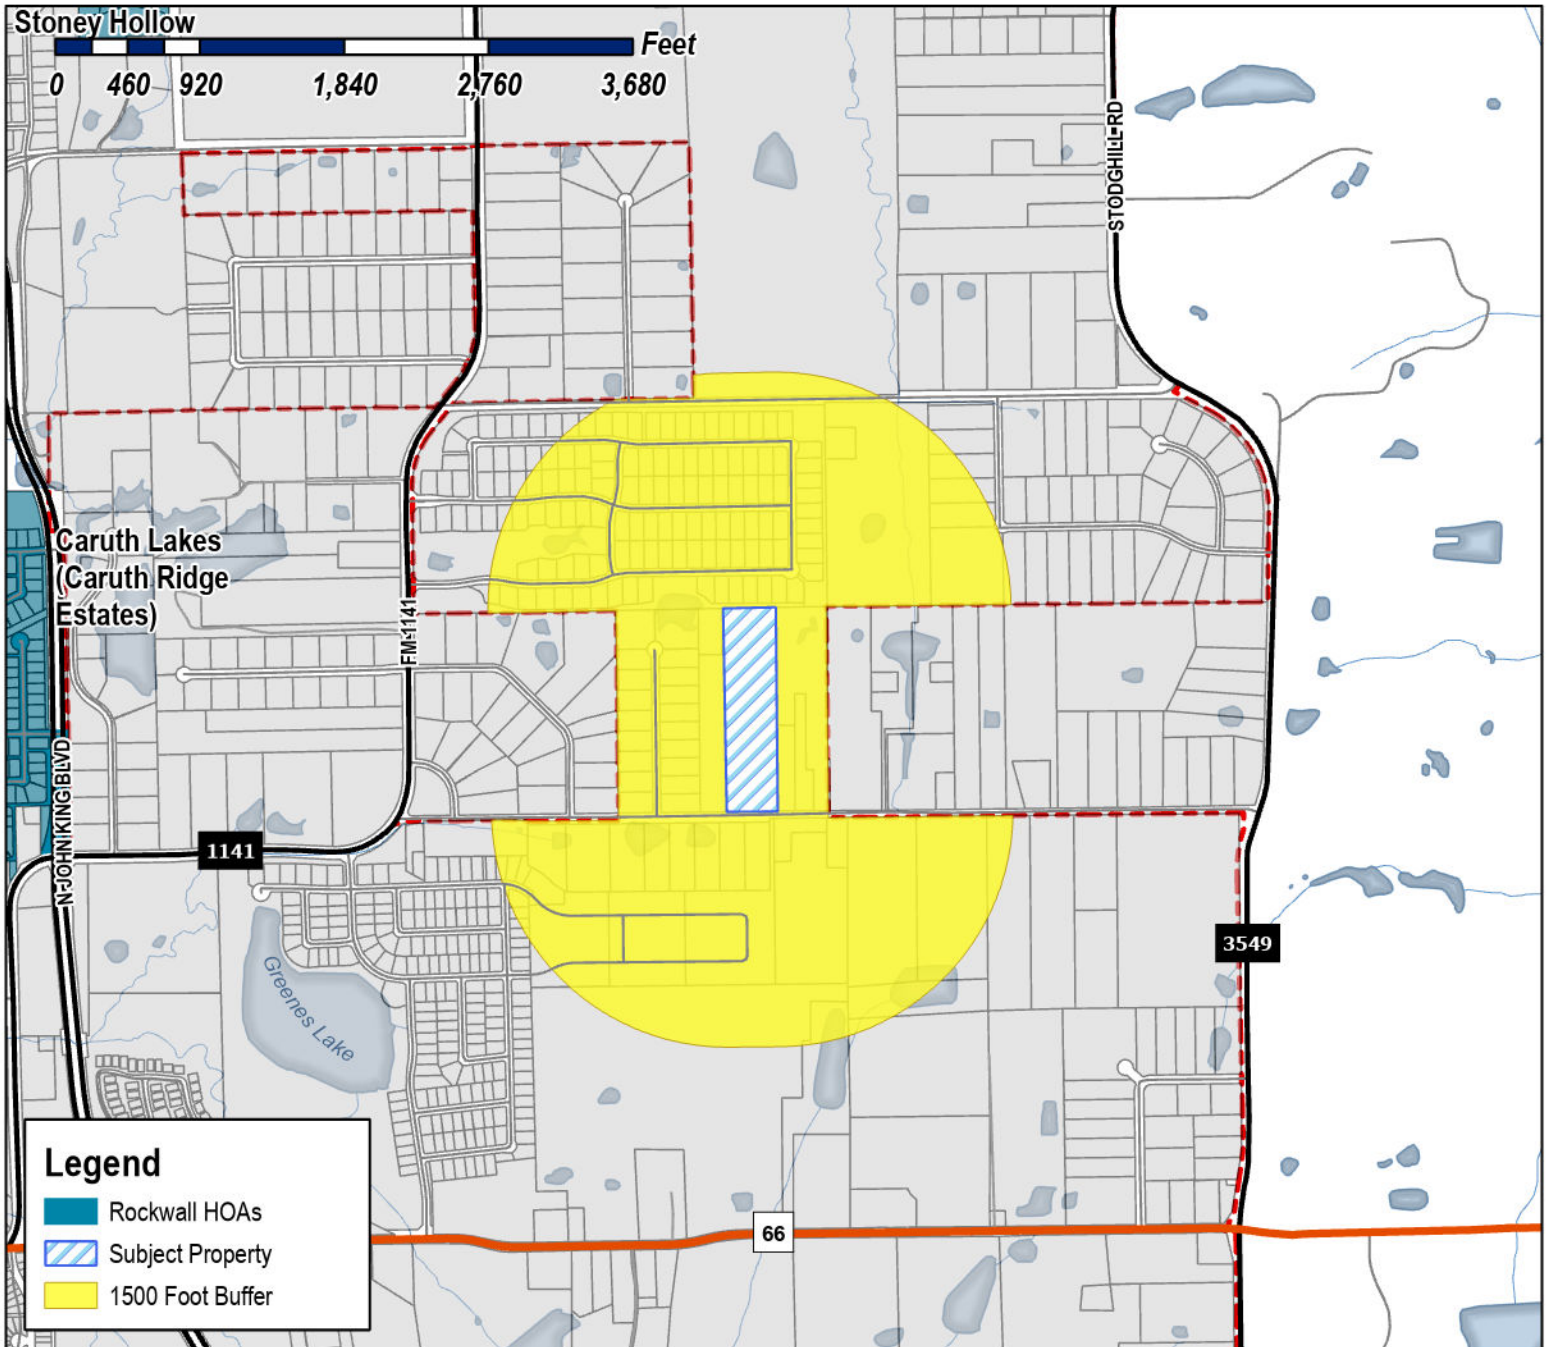 Stoney Hollow
Feet
0 460 920 1,840 2,760 3,680
STODGHILL RD
Caruth Lakes
(Caruth Ridge
Estates)
FM 1141
N JOHN KING BLVD
1141
3549
Greenes Lake
66
Legend
Rockwall HOAs
Subject Property
1500 Foot Buffer